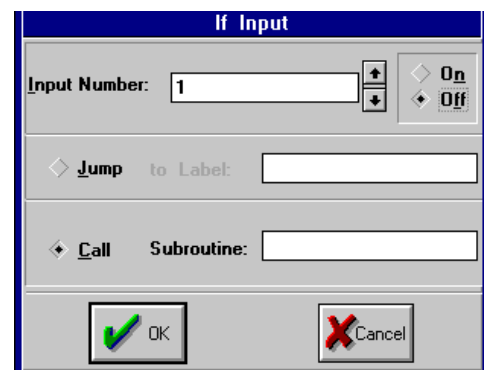 If Input
Input Number: 1
On
Off
Jump to Label:
Call Subroutine:
OK Cancel